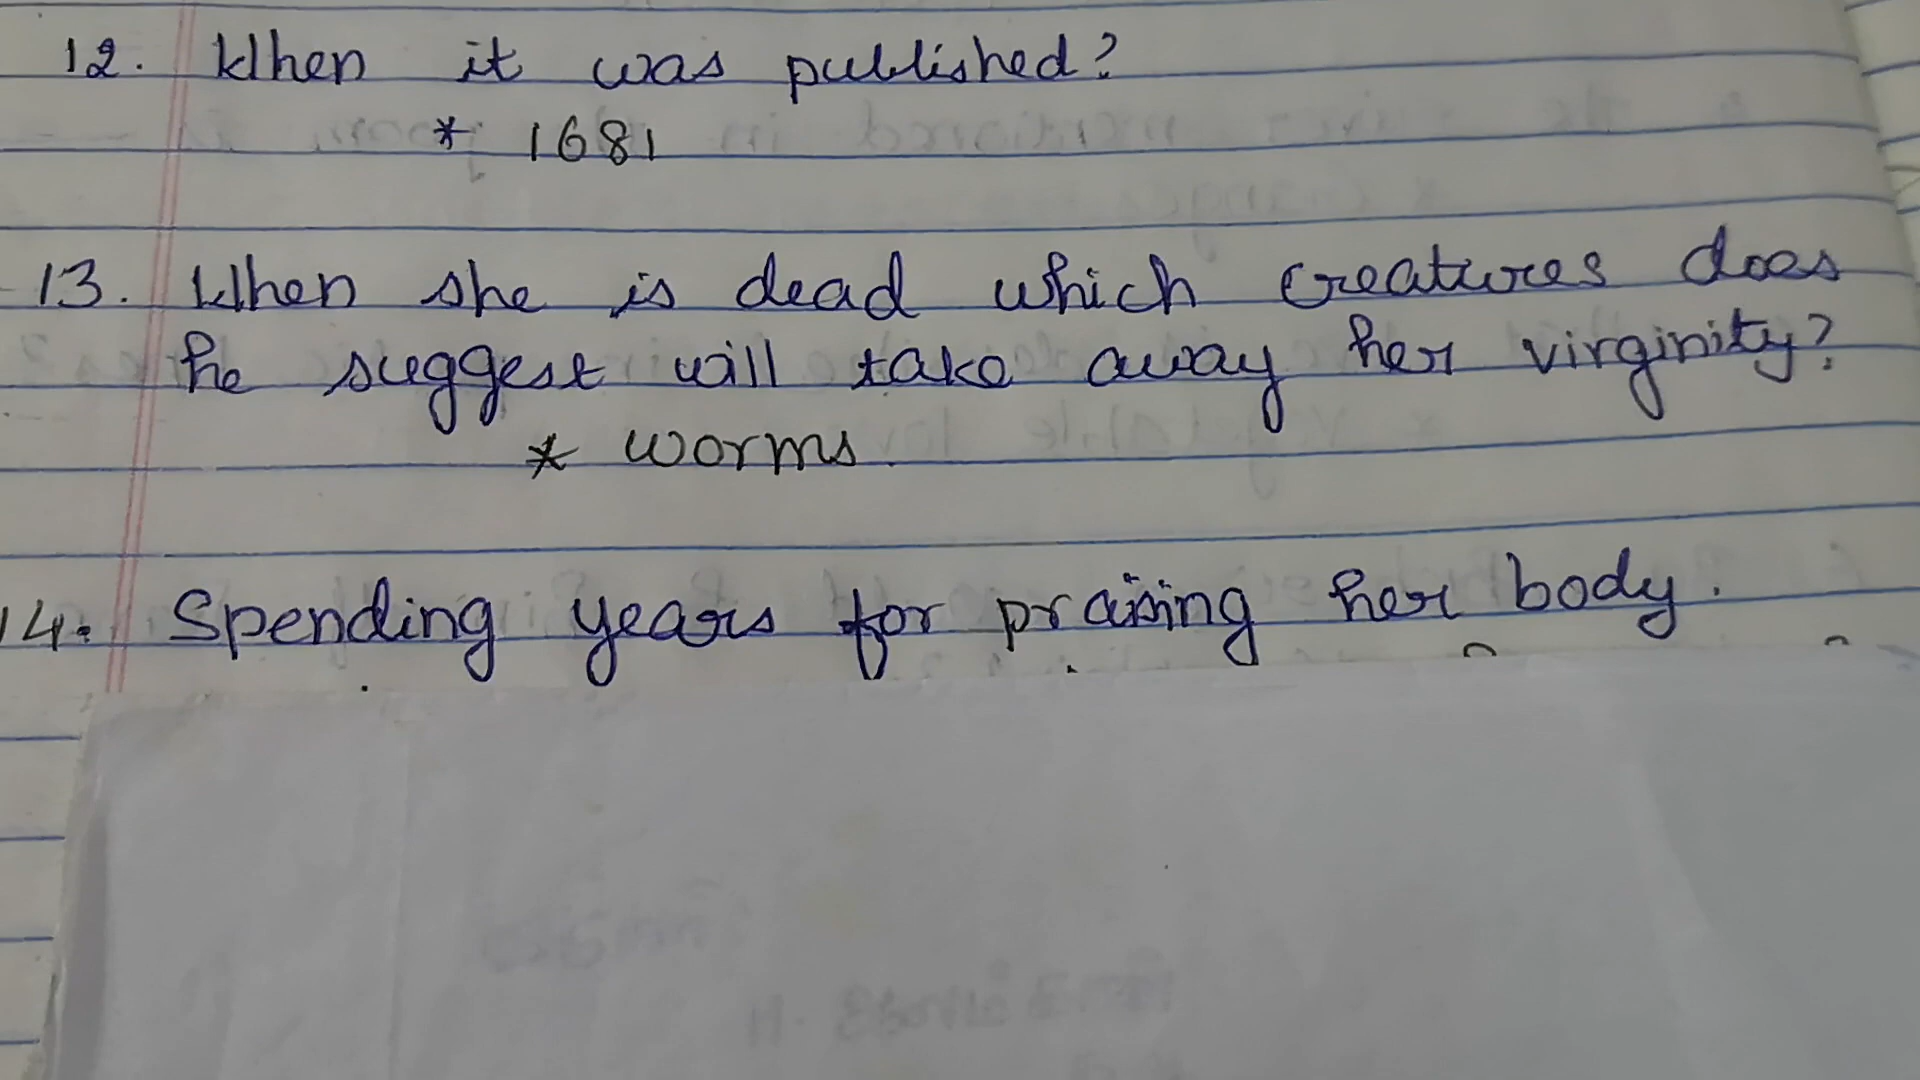 12. When it was published?
* 1681
13. When she is dead which creatures does
he suggest will take away her virginity?
* worms.
14. Spending years for praising her body.